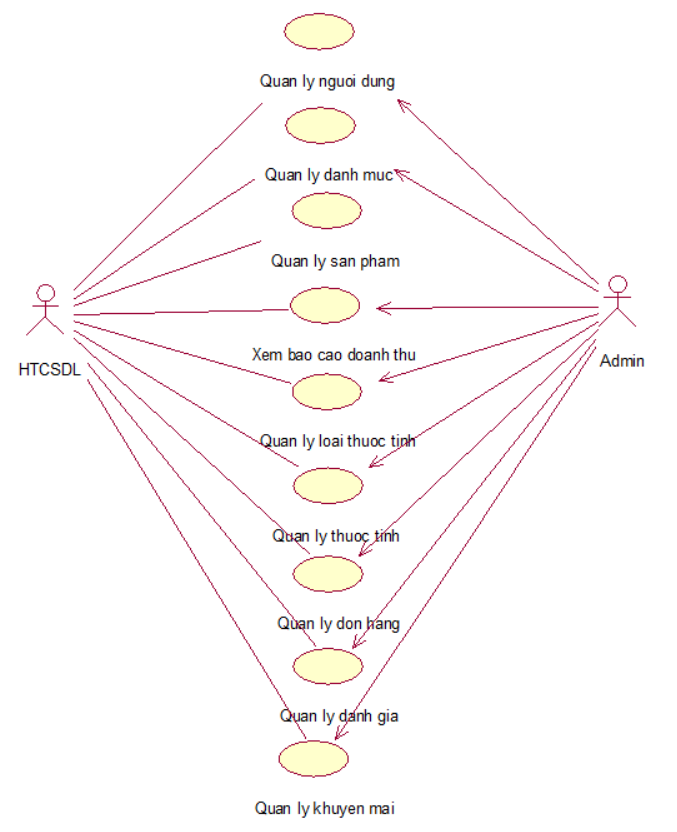 Quan ly nguoi dung
Quan ly danh muc
Quan ly san pham
Xem bao cao doanh thu
HTCSDL
Admin
Quan ly loai thuoc tinh
Quan ly thuoc tinh
Quan ly don hang
Quan ly danh gia
Quan ly khuyen mai